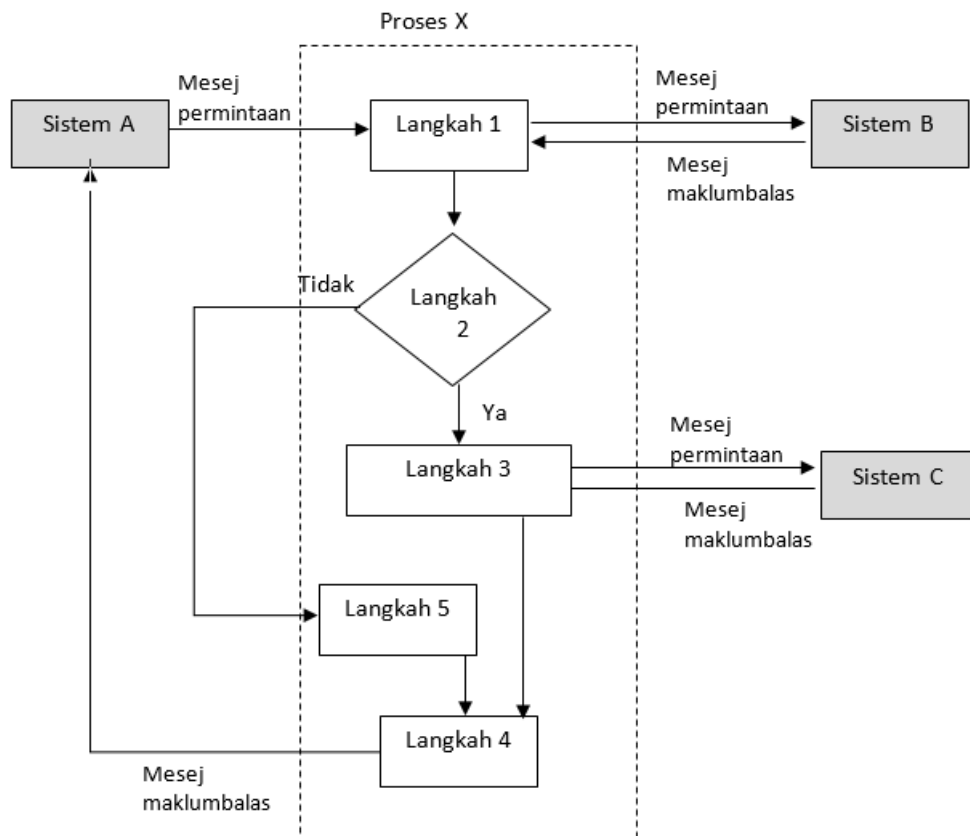 Proses X
Mesej
permintaan
Mesej
permintaan
Sistem A
Langkah 1
Sistem B
Mesej
maklumbalas
Tidak
Langkah
2
Ya
Mesej
permintaan
Langkah 3
Sistem C
Mesej
maklumbalas
Langkah 5
Langkah 4
Mesej
maklumbalas